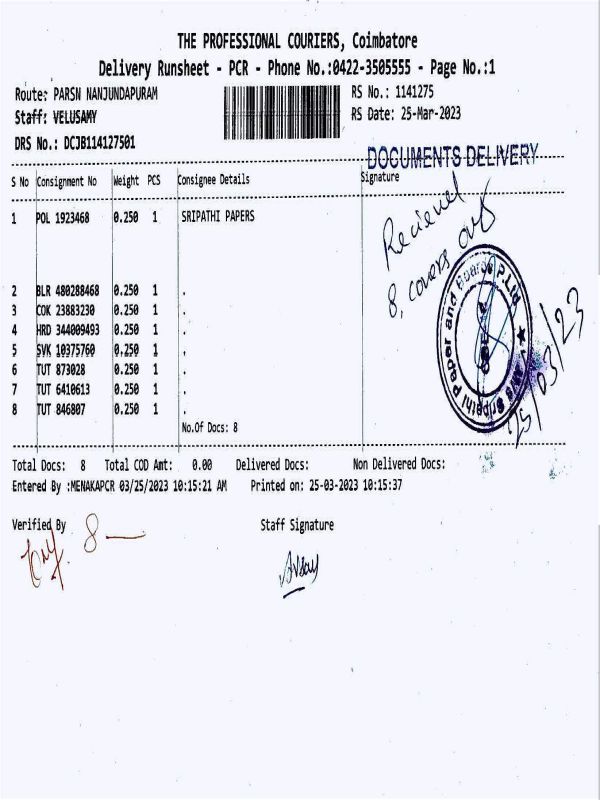 THE PROFESSIONAL COURIERS, Coimbatore
Delivery Runsheet - PCR - Phone No.:0422-3505555 - Page No.:1
Route: PARSN NANJUNDAPURAM
RS No.: 1141275
Staff: VELUSAMY
RS Date: 25-Mar-2023
DRS No.: DCJB114127501
DOCUMENTS DELIVERY
S No Consignment No Weight PCS Consignee Details Signature
1 POL 1923468 0.250 1 SRIPATHI PAPERS
Recieved
8, covers only
2 BLR 480288468 0.250 1 .
3 COK 23883230 0.250 1 .
4 HRD 344009493 0.250 1 .
5 SVK 10375760 0.250 1 .
6 TUT 873028 0.250 1 .
7 TUT 6410613 0.250 1 .
8 TUT 846807 0.250 1 .
M/s Sripathi Paper and Boards P.Ltd ★
25/03/23
No.Of Docs: 8
Total Docs: 8 Total COD Amt: 0.00 Delivered Docs: Non Delivered Docs:
Entered By :MENAKAPCR 03/25/2023 10:15:21 AM Printed on: 25-03-2023 10:15:37
Verified By Staff Signature
8 —